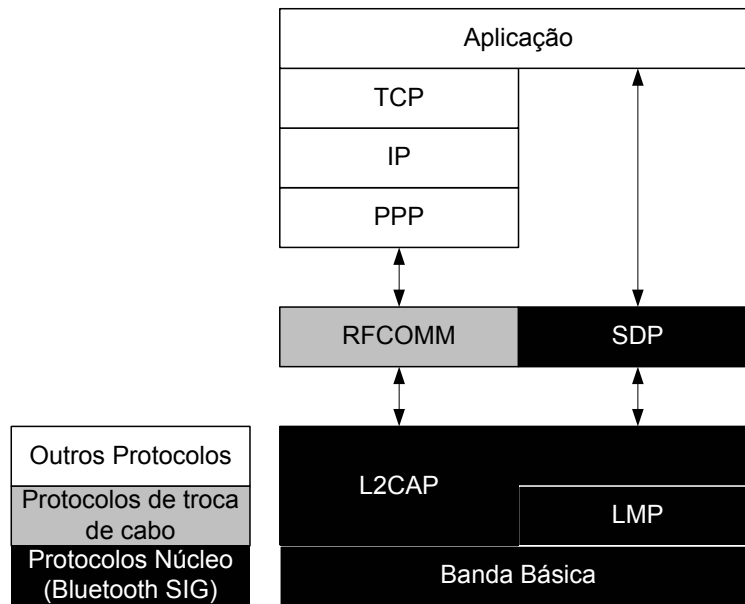 Aplicação
TCP
IP
PPP
RFCOMM
SDP
Outros Protocolos
Protocolos de troca
de cabo
Protocolos Núcleo
(Bluetooth SIG)
L2CAP
LMP
Banda Básica